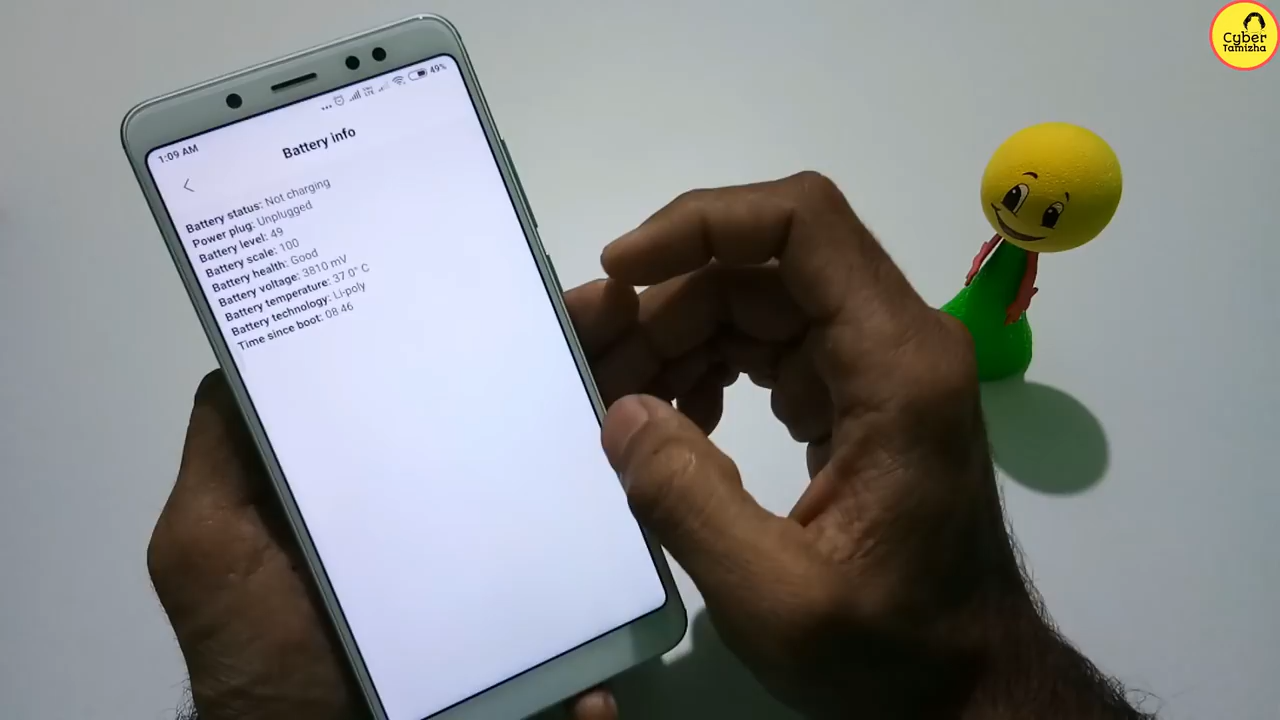 Cyber
Tamizha
1:09 AM
49%
Battery info
Battery status: Not charging
Power plug: Unplugged
Battery level: 49
Battery scale: 100
Battery health: Good
Battery voltage: 3810 mV
Battery temperature: 37.0° C
Battery technology: Li-poly
Time since boot: 08:46